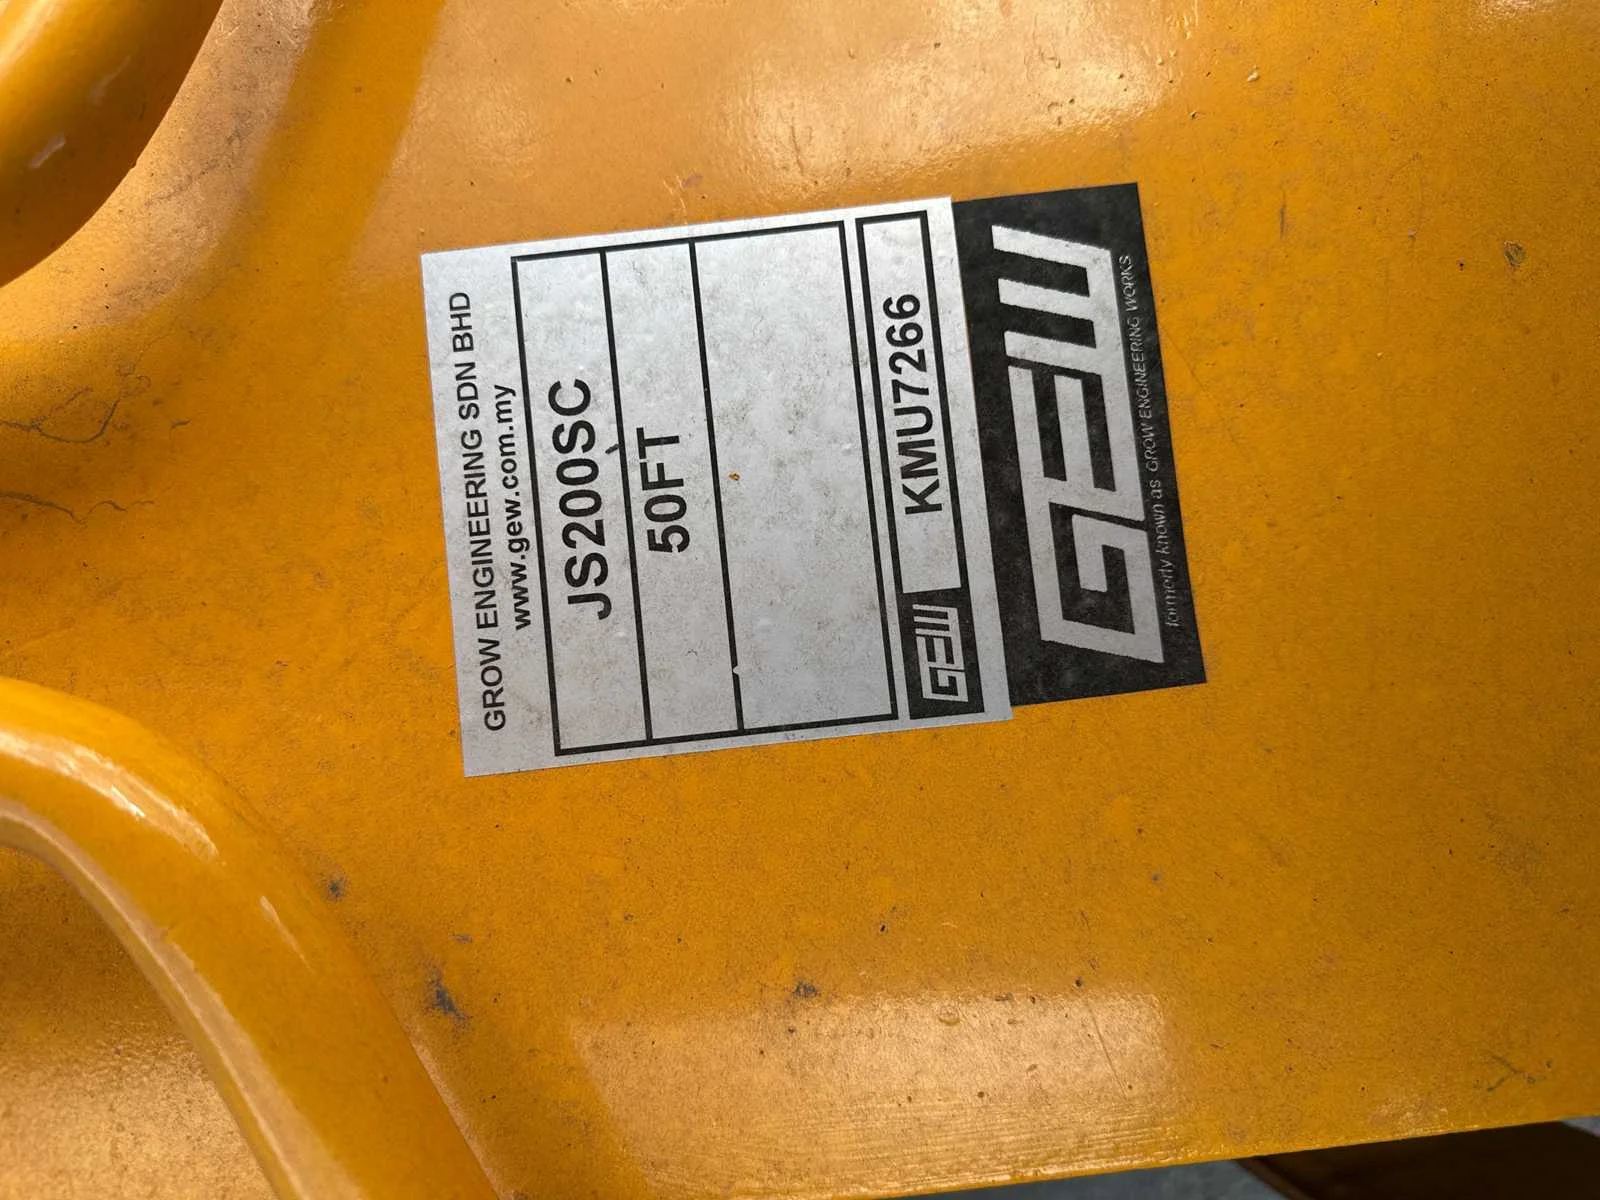 GROW ENGINEERING SDN BHD
www.gew.com.my
JS200SC
50FT
GEW KMU7266
GEW
formerly known as GROW ENGINEERING WORKS